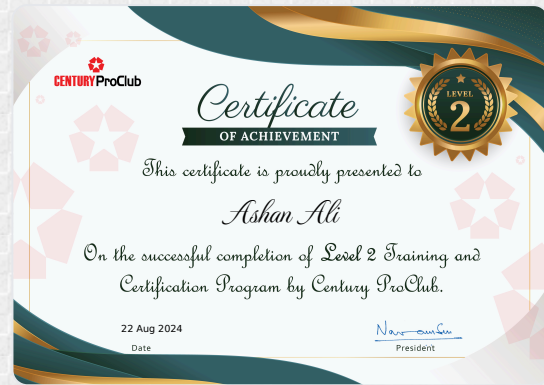 CENTURY ProClub
Certificate
OF ACHIEVEMENT
LEVEL
2
This certificate is proudly presented to
Ashan Ali
On the successful completion of Level 2 Training and
Certification Program by Century ProClub.
22 Aug 2024
Date
President